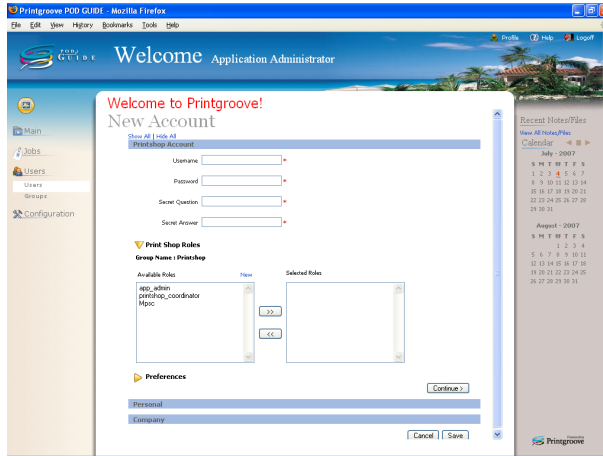 Printgroove POD GUIDE - Mozilla Firefox
File Edit View History Bookmarks Tools Help
Profile Help Logoff
POD GUIDE
Welcome Application Administrator
Welcome to Printgroove!
New Account
Show All | Hide All
Printshop Account
Username *
Password *
Secret Question *
Secret Answer *
Print Shop Roles
Group Name : Printshop
Available Roles New Selected Roles
app_admin
printshop_coordinator
Mpsc
>>
<<
Preferences
Continue >
Personal
Company
Cancel Save
Main
Jobs
Users
Users
Groups
Configuration
Recent Notes/Files
View All Notes/Files
Calendar
July - 2007
S M T W T F S
1 2 3 4 5 6 7
8 9 10 11 12 13 14
15 16 17 18 19 20 21
22 23 24 25 26 27 28
29 30 31
August - 2007
S M T W T F S
1 2 3 4
5 6 7 8 9 10 11
12 13 14 15 16 17 18
19 20 21 22 23 24 25
26 27 28 29 30 31
Powered by
Printgroove